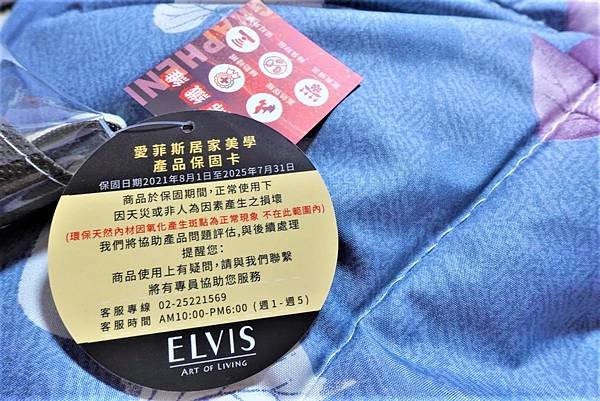 PHENI
纖維
愛菲斯居家美學
產品保固卡
保固日期2021年8月1日至2025年7月31日
商品於保固期間，正常使用下
因天災或非人為因素產生之損壞
(環保天然內材因氧化產生斑點為正常現象 不在此範圍內)
我們將協助產品問題評估,與後續處理
提醒您：
商品使用上有疑問，請與我們聯繫
將有專員協助您服務
客服專線 02-25221569
客服時間 AM10:00-PM6:00 (週1-週5)
ELVIS
ART OF LIVING